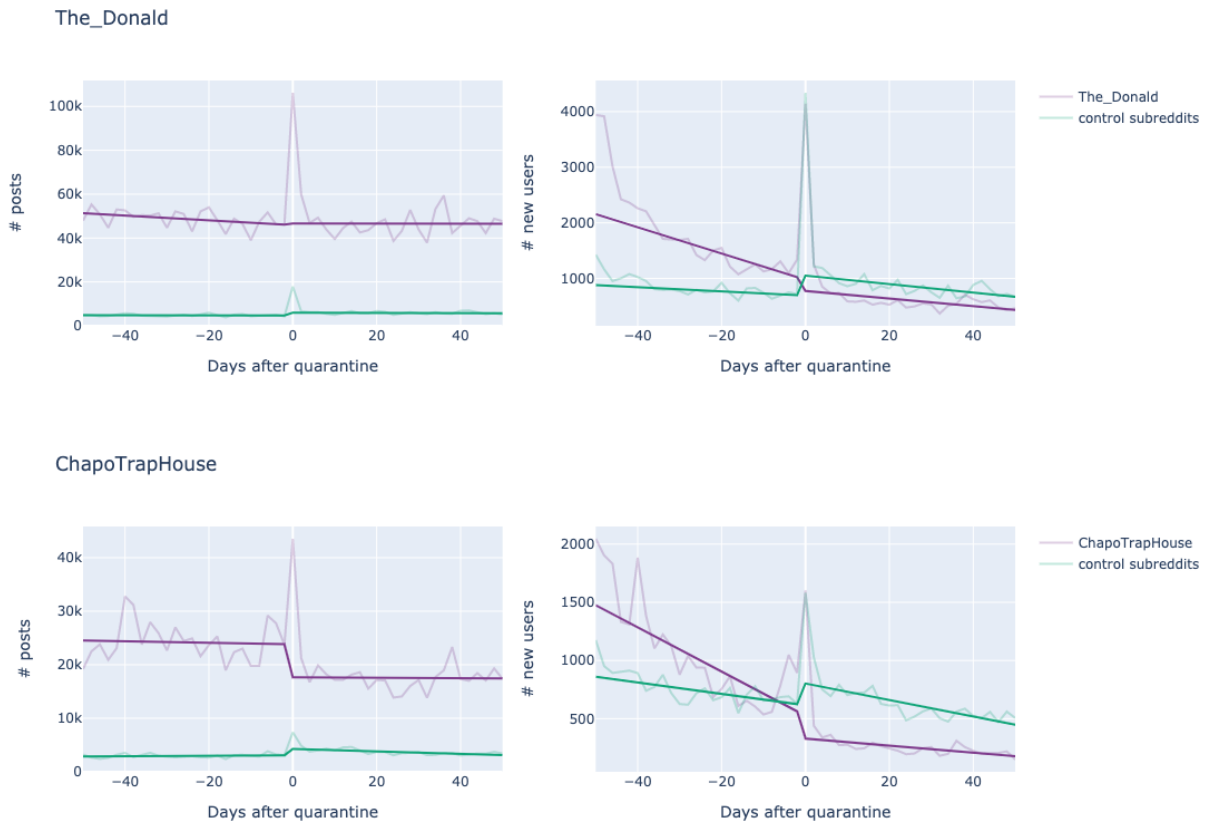 The_Donald
# posts
100k
80k
60k
40k
20k
0
−40
−20
0
20
40
Days after quarantine
# new users
4000
3000
2000
1000
−40
−20
0
20
40
Days after quarantine
The_Donald
control subreddits
ChapoTrapHouse
# posts
40k
30k
20k
10k
0
−40
−20
0
20
40
Days after quarantine
# new users
2000
1500
1000
500
−40
−20
0
20
40
Days after quarantine
ChapoTrapHouse
control subreddits